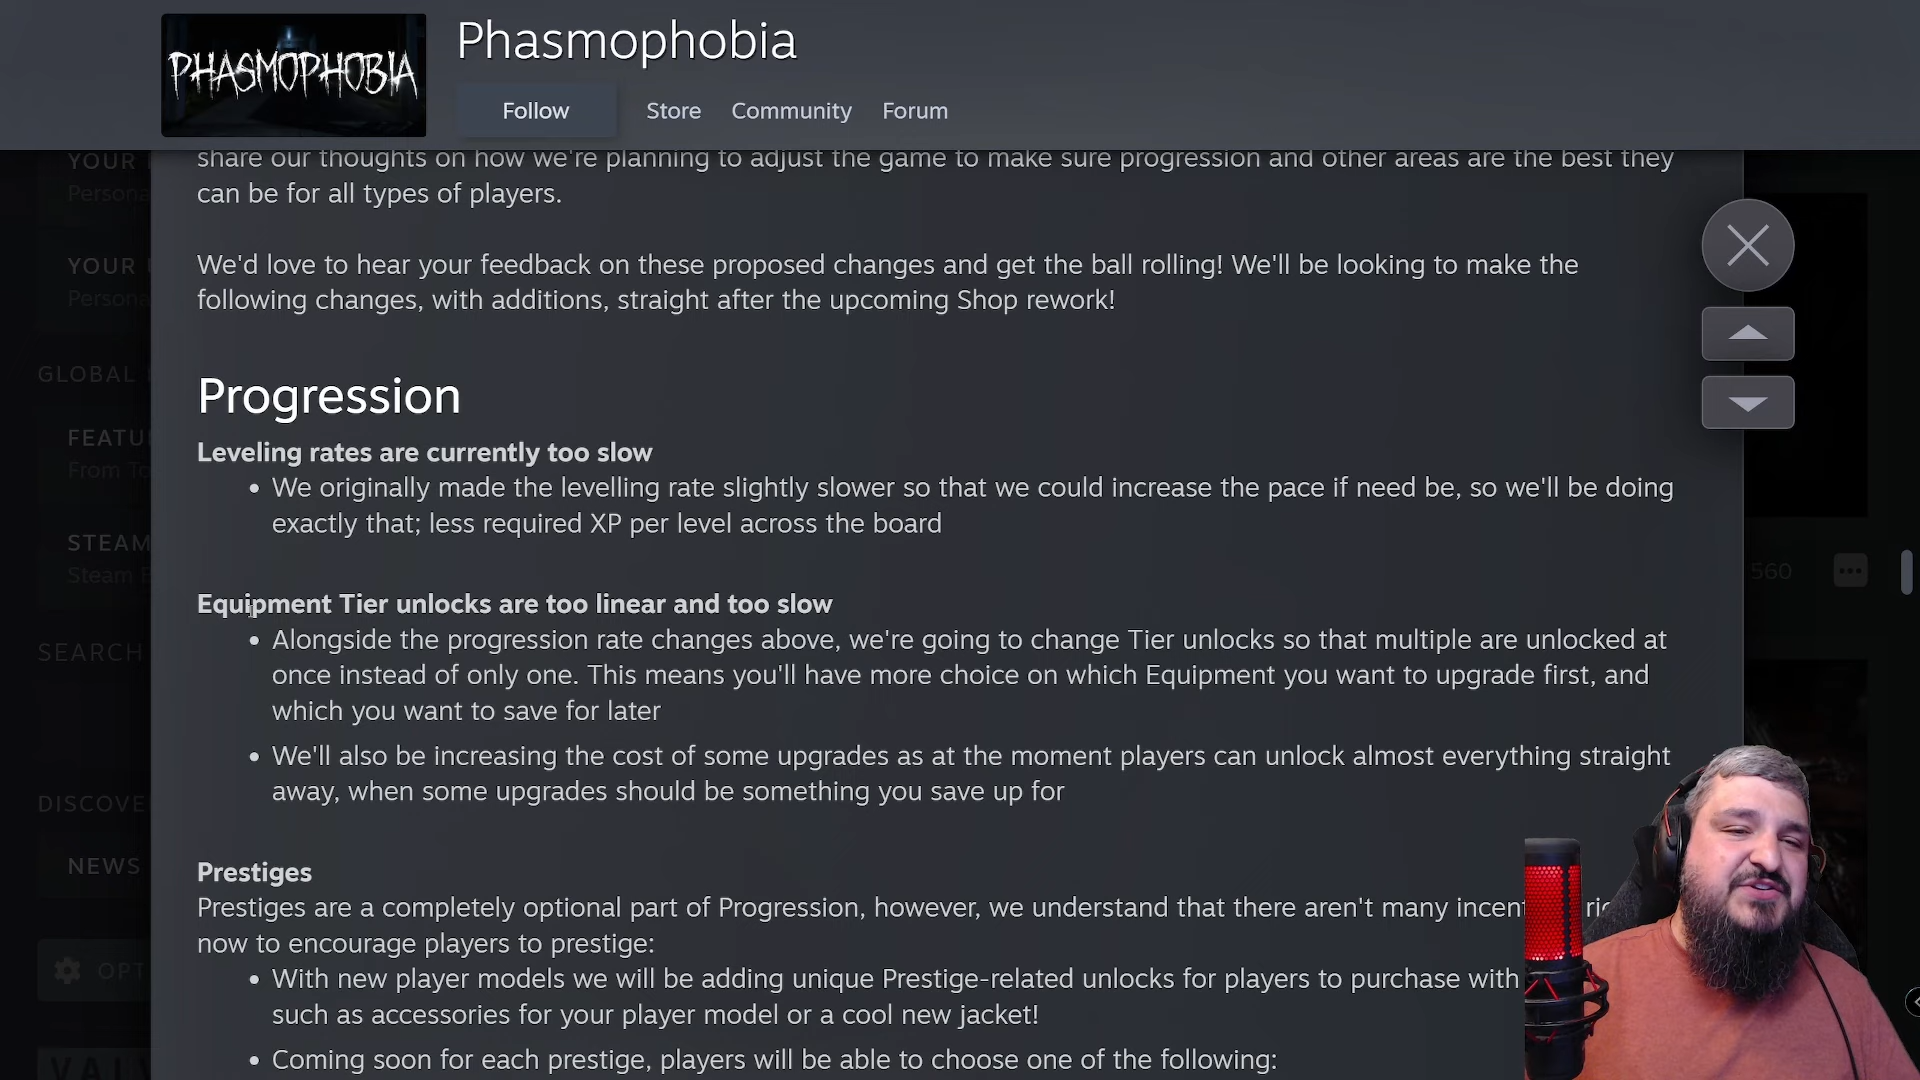 PHASMOPHOBIA
Phasmophobia
Follow
Store
Community
Forum
share our thoughts on how we're planning to adjust the game to make sure progression and other areas are the best they
can be for all types of players.
We'd love to hear your feedback on these proposed changes and get the ball rolling! We'll be looking to make the
following changes, with additions, straight after the upcoming Shop rework!
Progression
Leveling rates are currently too slow
• We originally made the levelling rate slightly slower so that we could increase the pace if need be, so we'll be doing
exactly that; less required XP per level across the board
Equipment Tier unlocks are too linear and too slow
• Alongside the progression rate changes above, we're going to change Tier unlocks so that multiple are unlocked at
once instead of only one. This means you'll have more choice on which Equipment you want to upgrade first, and
which you want to save for later
• We'll also be increasing the cost of some upgrades as at the moment players can unlock almost everything straight
away, when some upgrades should be something you save up for
Prestiges
Prestiges are a completely optional part of Progression, however, we understand that there aren't many
now to encourage players to prestige:
• With new player models we will be adding unique Prestige-related unlocks for players to purchase with
such as accessories for your player model or a cool new jacket!
• Coming soon for each prestige, players will be able to choose one of the following:
YOUR
YOUR
GLOBAL
STEAM
SEARCH
NEWS
560